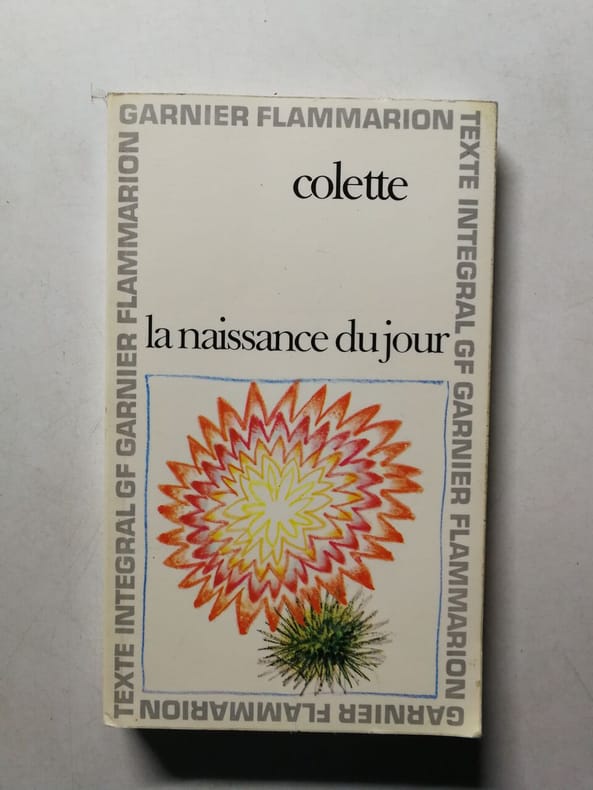 GARNIER FLAMMARION
TEXTE INTEGRAL GF GARNIER FLAMMARION
colette
la naissance du jour
TEXTE INTEGRAL GF GARNIER FLAMMARION
GARNIER FLAMMARION